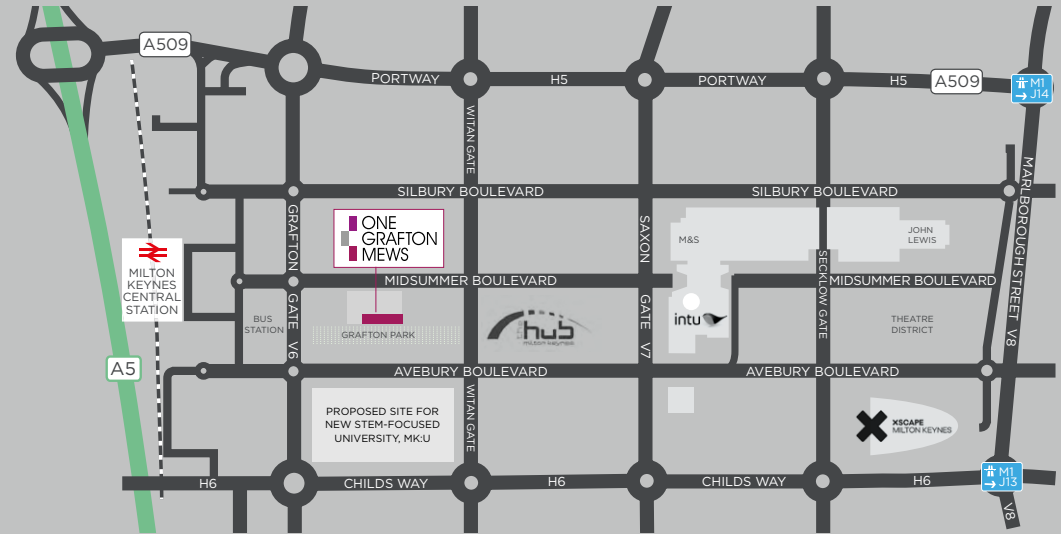 A509
PORTWAY
H5
PORTWAY
H5
A509
M1
J14
WITAN GATE
SILBURY BOULEVARD
SILBURY BOULEVARD
MARLBOROUGH STREET V8
GRAFTON GATE V6
ONE
GRAFTON
MEWS
SAXON GATE V7
M&S
JOHN
LEWIS
SECKLOW GATE
MILTON
KEYNES
CENTRAL
STATION
MIDSUMMER BOULEVARD
MIDSUMMER BOULEVARD
BUS
STATION
GRAFTON PARK
the hub
milton keynes
intu
THEATRE
DISTRICT
A5
AVEBURY BOULEVARD
AVEBURY BOULEVARD
WITAN GATE
PROPOSED SITE FOR
NEW STEM-FOCUSED
UNIVERSITY, MK:U
XSCAPE
MILTON KEYNES
H6
CHILDS WAY
H6
CHILDS WAY
H6
M1
J13
V8